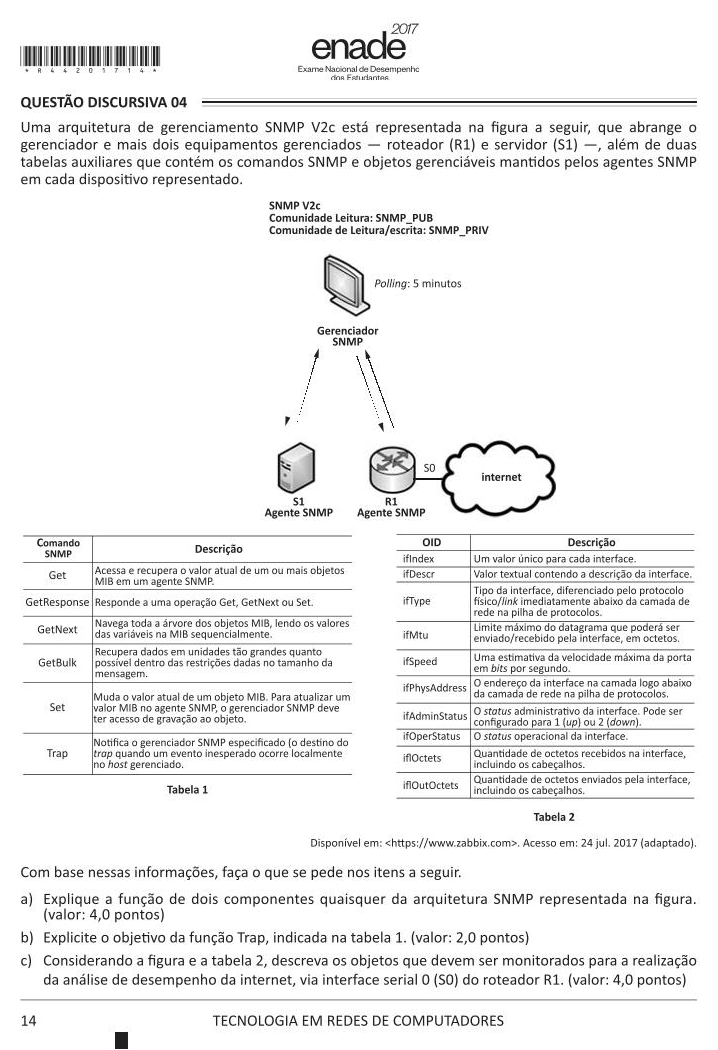 2017
enade
Exame Nacional de Desempenho
dos Estudantes
* R 4 4 2 0 1 7 1 4 *
QUESTÃO DISCURSIVA 04
Uma arquitetura de gerenciamento SNMP V2c está representada na figura a seguir, que abrange o
gerenciador e mais dois equipamentos gerenciados — roteador (R1) e servidor (S1) —, além de duas
tabelas auxiliares que contém os comandos SNMP e objetos gerenciáveis mantidos pelos agentes SNMP
em cada dispositivo representado.
SNMP V2c
Comunidade Leitura: SNMP_PUB
Comunidade de Leitura/escrita: SNMP_PRIV
Polling: 5 minutos
Gerenciador
SNMP
S0
internet
S1
Agente SNMP
R1
Agente SNMP
Comando
SNMP
Descrição
Get
Acessa e recupera o valor atual de um ou mais objetos
MIB em um agente SNMP.
GetResponse
Responde a uma operação Get, GetNext ou Set.
GetNext
Navega toda a árvore dos objetos MIB, lendo os valores
das variáveis na MIB sequencialmente.
GetBulk
Recupera dados em unidades tão grandes quanto
possível dentro das restrições dadas no tamanho da
mensagem.
Set
Muda o valor atual de um objeto MIB. Para atualizar um
valor MIB no agente SNMP, o gerenciador SNMP deve
ter acesso de gravação ao objeto.
Trap
Notifica o gerenciador SNMP especificado (o destino do
trap quando um evento inesperado ocorre localmente
no host gerenciado.
Tabela 1
OID
Descrição
ifIndex
Um valor único para cada interface.
ifDescr
Valor textual contendo a descrição da interface.
ifType
Tipo da interface, diferenciado pelo protocolo
físico/link imediatamente abaixo da camada de
rede na pilha de protocolos.
ifMtu
Limite máximo do datagrama que poderá ser
enviado/recebido pela interface, em octetos.
ifSpeed
Uma estimativa da velocidade máxima da porta
em bits por segundo.
ifPhysAddress
O endereço da interface na camada logo abaixo
da camada de rede na pilha de protocolos.
ifAdminStatus
O status administrativo da interface. Pode ser
configurado para 1 (up) ou 2 (down).
ifOperStatus
O status operacional da interface.
iflOctets
Quantidade de octetos recebidos na interface,
incluindo os cabeçalhos.
iflOutOctets
Quantidade de octetos enviados pela interface,
incluindo os cabeçalhos.
Tabela 2
Disponível em: <https://www.zabbix.com>. Acesso em: 24 jul. 2017 (adaptado).
Com base nessas informações, faça o que se pede nos itens a seguir.
a) Explique a função de dois componentes quaisquer da arquitetura SNMP representada na figura.
(valor: 4,0 pontos)
b) Explicite o objetivo da função Trap, indicada na tabela 1. (valor: 2,0 pontos)
c) Considerando a figura e a tabela 2, descreva os objetos que devem ser monitorados para a realização
da análise de desempenho da internet, via interface serial 0 (S0) do roteador R1. (valor: 4,0 pontos)
14
TECNOLOGIA EM REDES DE COMPUTADORES